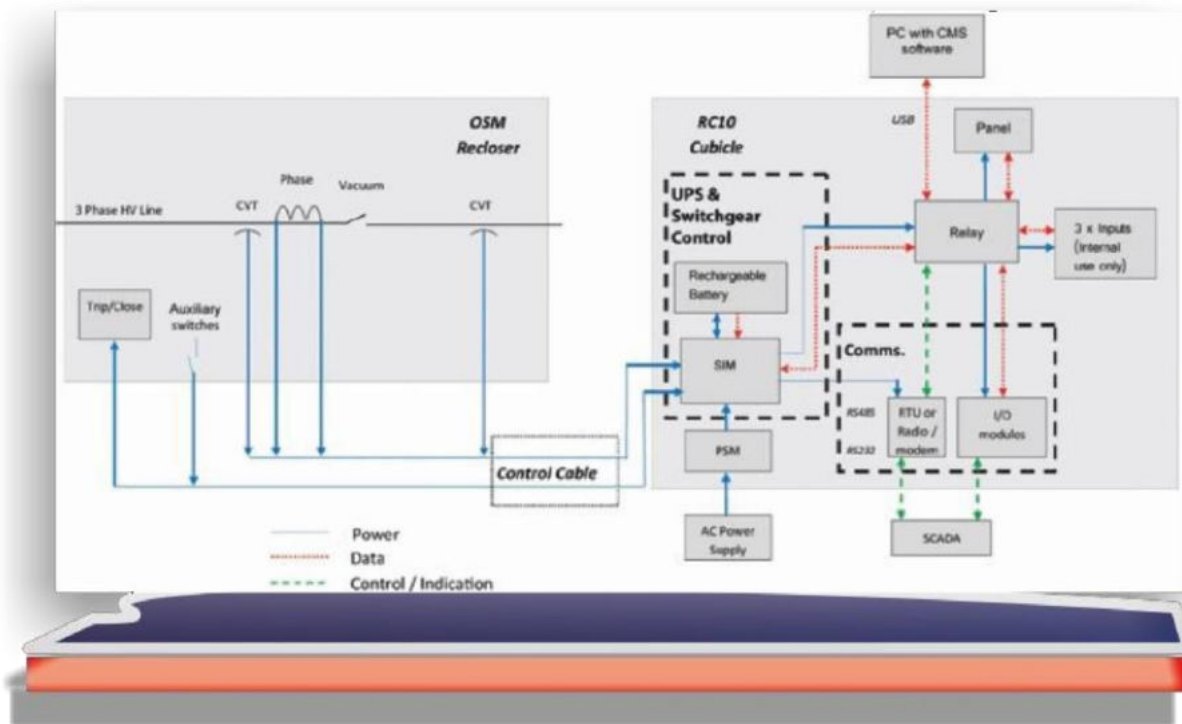 PC with CMS
software
OSM
Recloser
RC10
Cubicle
USB
Panel
Phase
Vacuum
CVT
CVT
3 Phase HV Line
UPS &
Switchgear
Control
Relay
3 x Inputs
(Internal
use only)
Rechargeable
Battery
Trip/Close
Auxiliary
switches
Comms.
SIM
RS485
RS232
RTU or
Radio /
modem
I/O
modules
PSM
Control Cable
AC Power
Supply
SCADA
Power
Data
Control / Indication